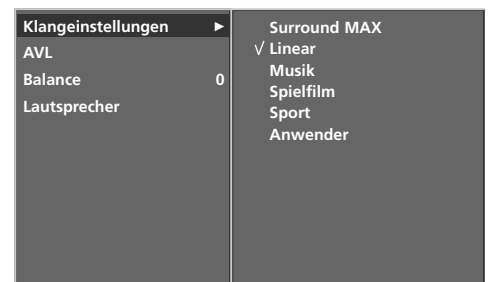 Klangeinstellungen ►
AVL
Balance 0
Lautsprecher
Surround MAX
√ Linear
Musik
Spielfilm
Sport
Anwender